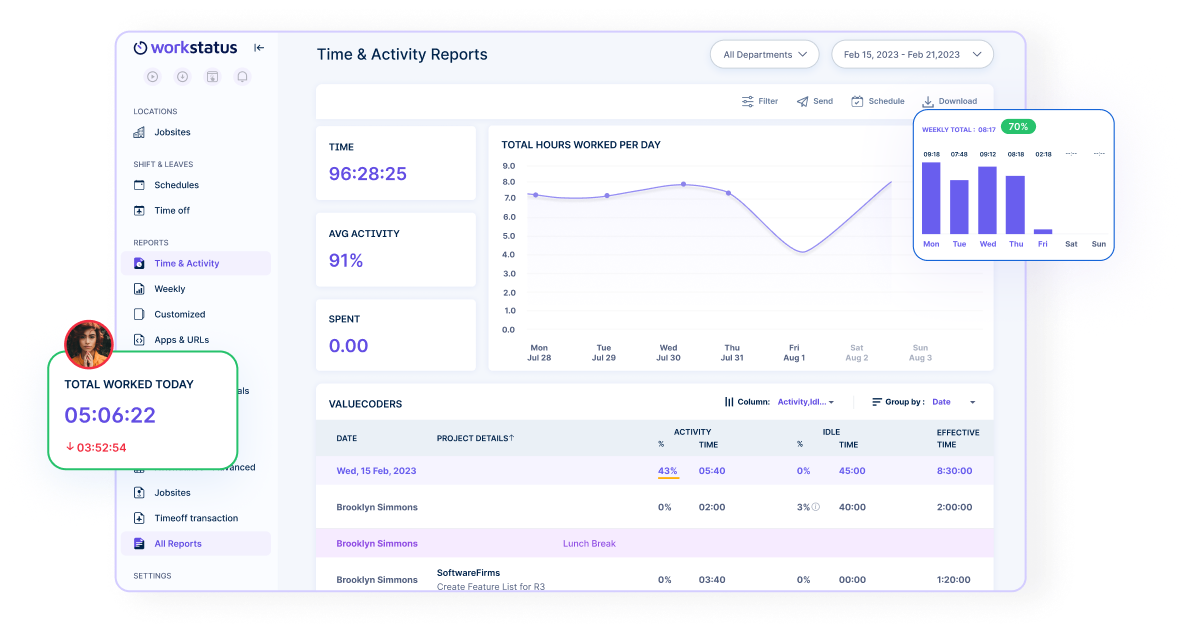 workstatus
LOCATIONS
Jobsites
SHIFT & LEAVES
Schedules
Time off
REPORTS
Time & Activity
Weekly
Customized
Apps & URLs
als
TOTAL WORKED TODAY
05:06:22
↓ 03:52:54
Jobsites
Timeoff transaction
All Reports
SETTINGS
Time & Activity Reports
All Departments
Feb 15, 2023 - Feb 21,2023
Filter Send Schedule Download
TIME
96:28:25
AVG ACTIVITY
91%
SPENT
0.00
TOTAL HOURS WORKED PER DAY
9.0
8.0
7.0
6.0
5.0
4.0
3.0
2.0
1.0
0.0
Mon Tue Wed Thu Fri Sat Sun
Jul 28 Jul 29 Jul 30 Jul 31 Aug 1 Aug 2 Aug 3
WEEKLY TOTAL : 08:17 70%
09:18 07:48 09:12 08:18 02:18 --:-- --:--
Mon Tue Wed Thu Fri Sat Sun
VALUECODERS
Column: Activity,Idl...
Group by : Date
ACTIVITY IDLE EFFECTIVE
DATE PROJECT DETAILS↑ % TIME % TIME TIME
Wed, 15 Feb, 2023 43% 05:40 0% 45:00 8:30:00
Brooklyn Simmons 0% 02:00 3% 40:00 2:00:00
Brooklyn Simmons Lunch Break
SoftwareFirms
Brooklyn Simmons 0% 03:40 0% 00:00 1:20:00
Create Feature List for R3